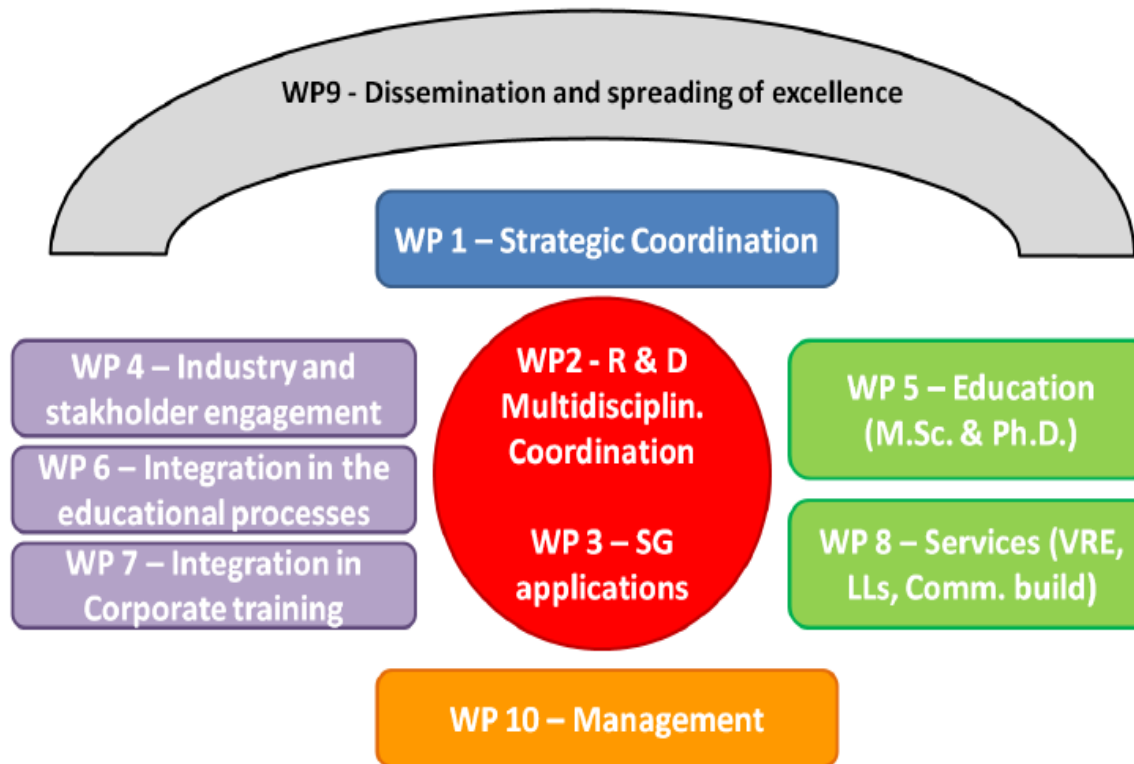 WP9 - Dissemination and spreading of excellence
WP 1 – Strategic Coordination
WP 4 – Industry and
stakholder engagement
WP 6 – Integration in the
educational processes
WP 7 – Integration in
Corporate training
WP2 - R & D
Multidisciplin.
Coordination
WP 3 – SG
applications
WP 5 – Education
(M.Sc. & Ph.D.)
WP 8 – Services (VRE,
LLs, Comm. build)
WP 10 – Management